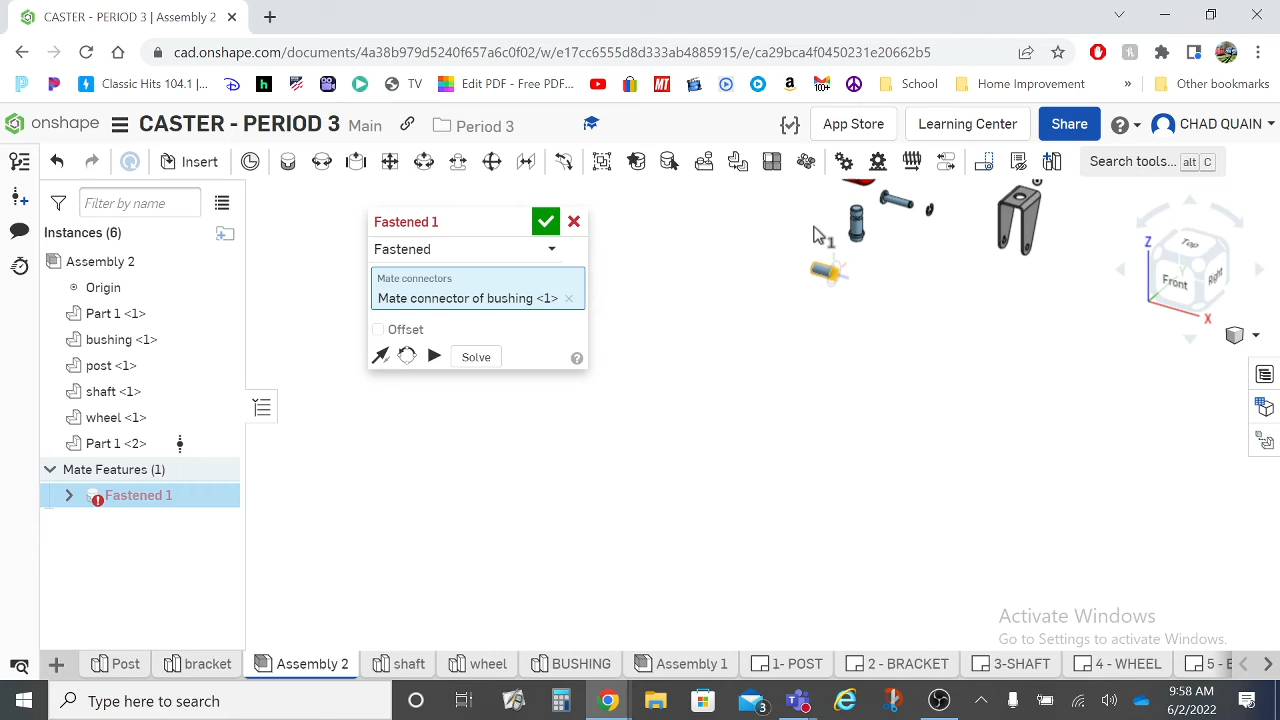 CASTER - PERIOD 3 | Assembly 2
cad.onshape.com/documents/4a38b979d5240f657a6c0f02/w/e17cc6555d8d333ab4885915/e/ca29bca4f0450231e20662b5
Classic Hits 104.1 |...
TV
Edit PDF - FREE PDF...
MT
100+
School
Home Improvement
»
Other bookmarks
onshape
CASTER - PERIOD 3
Main
Period 3
App Store
Learning Center
Share
CHAD QUAIN
Insert
Search tools...
alt
C
Filter by name
Instances (6)
Assembly 2
Origin
Part 1 <1>
bushing <1>
post <1>
shaft <1>
wheel <1>
Part 1 <2>
Mate Features (1)
Fastened 1
Fastened 1
Fastened
Mate connectors
Mate connector of bushing <1>
Offset
Solve
1
Z
Top
Y
Front
Right
X
Activate Windows
Go to Settings to activate Windows.
Post
bracket
Assembly 2
shaft
wheel
BUSHING
Assembly 1
1- POST
2 - BRACKET
3-SHAFT
4 - WHEEL
Type here to search
3
9:58 AM
6/2/2022